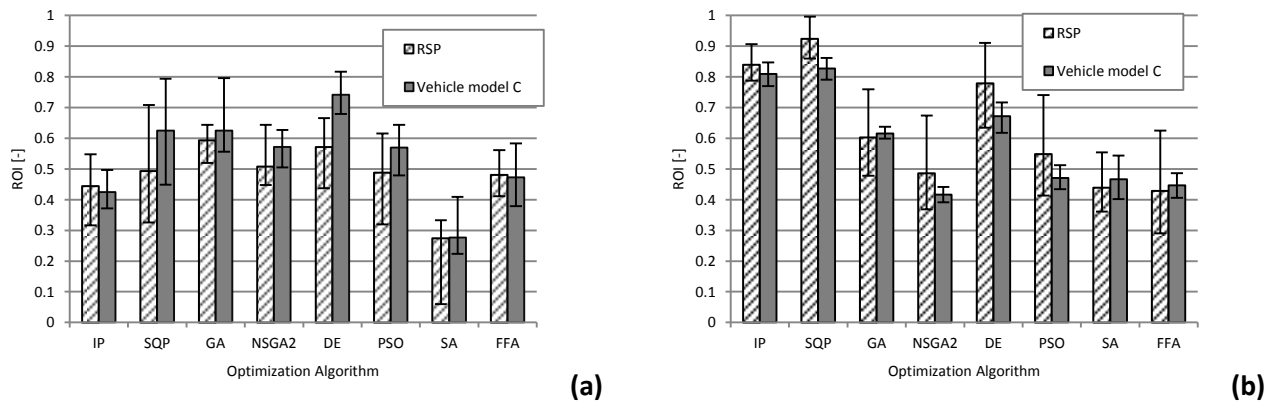 1
0.9
0.8
0.7
0.6
0.5
0.4
0.3
0.2
0.1
0
ROI [-]
RSP
Vehicle model C
IP SQP GA NSGA2 DE PSO SA FFA
Optimization Algorithm
(a)
1
0.9
0.8
0.7
0.6
0.5
0.4
0.3
0.2
0.1
0
ROI [-]
RSP
Vehicle model C
IP SQP GA NSGA2 DE PSO SA FFA
Optimization Algorithm
(b)